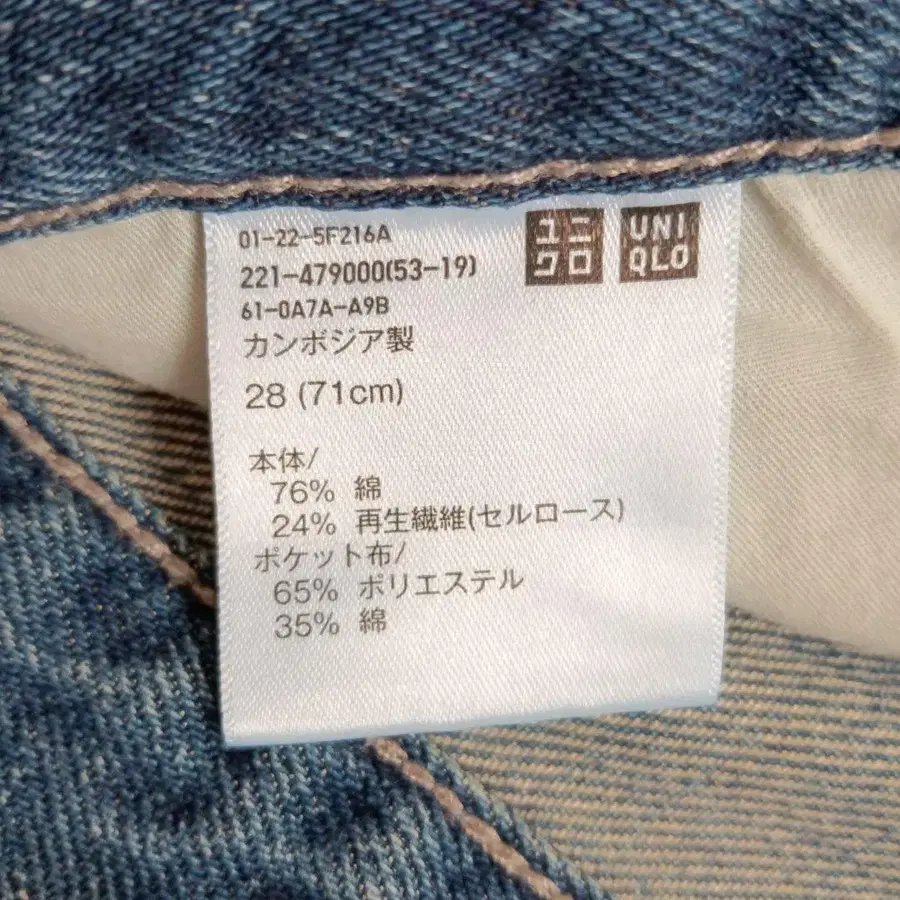 01-22-5F216A
221-479000(53-19)
61-0A7A-A9B
ユニクロ
UNIQLO
カンボジア製
28 (71cm)
本体/
76% 綿
24% 再生繊維(セルロース)
ポケット布/
65% ポリエステル
35% 綿